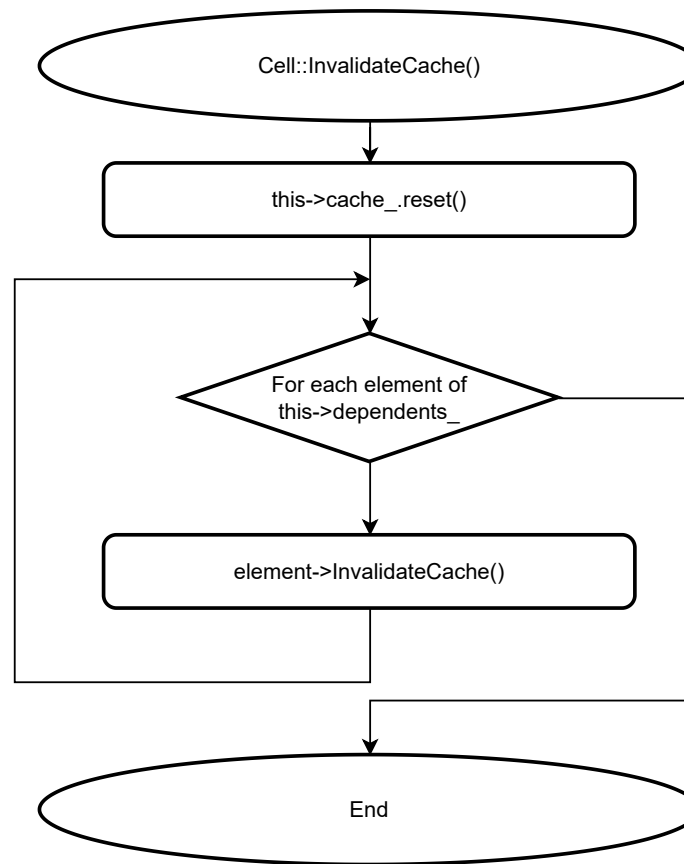 Cell::InvalidateCache()
this->cache_.reset()
For each element of
this->dependents_
element->InvalidateCache()
End